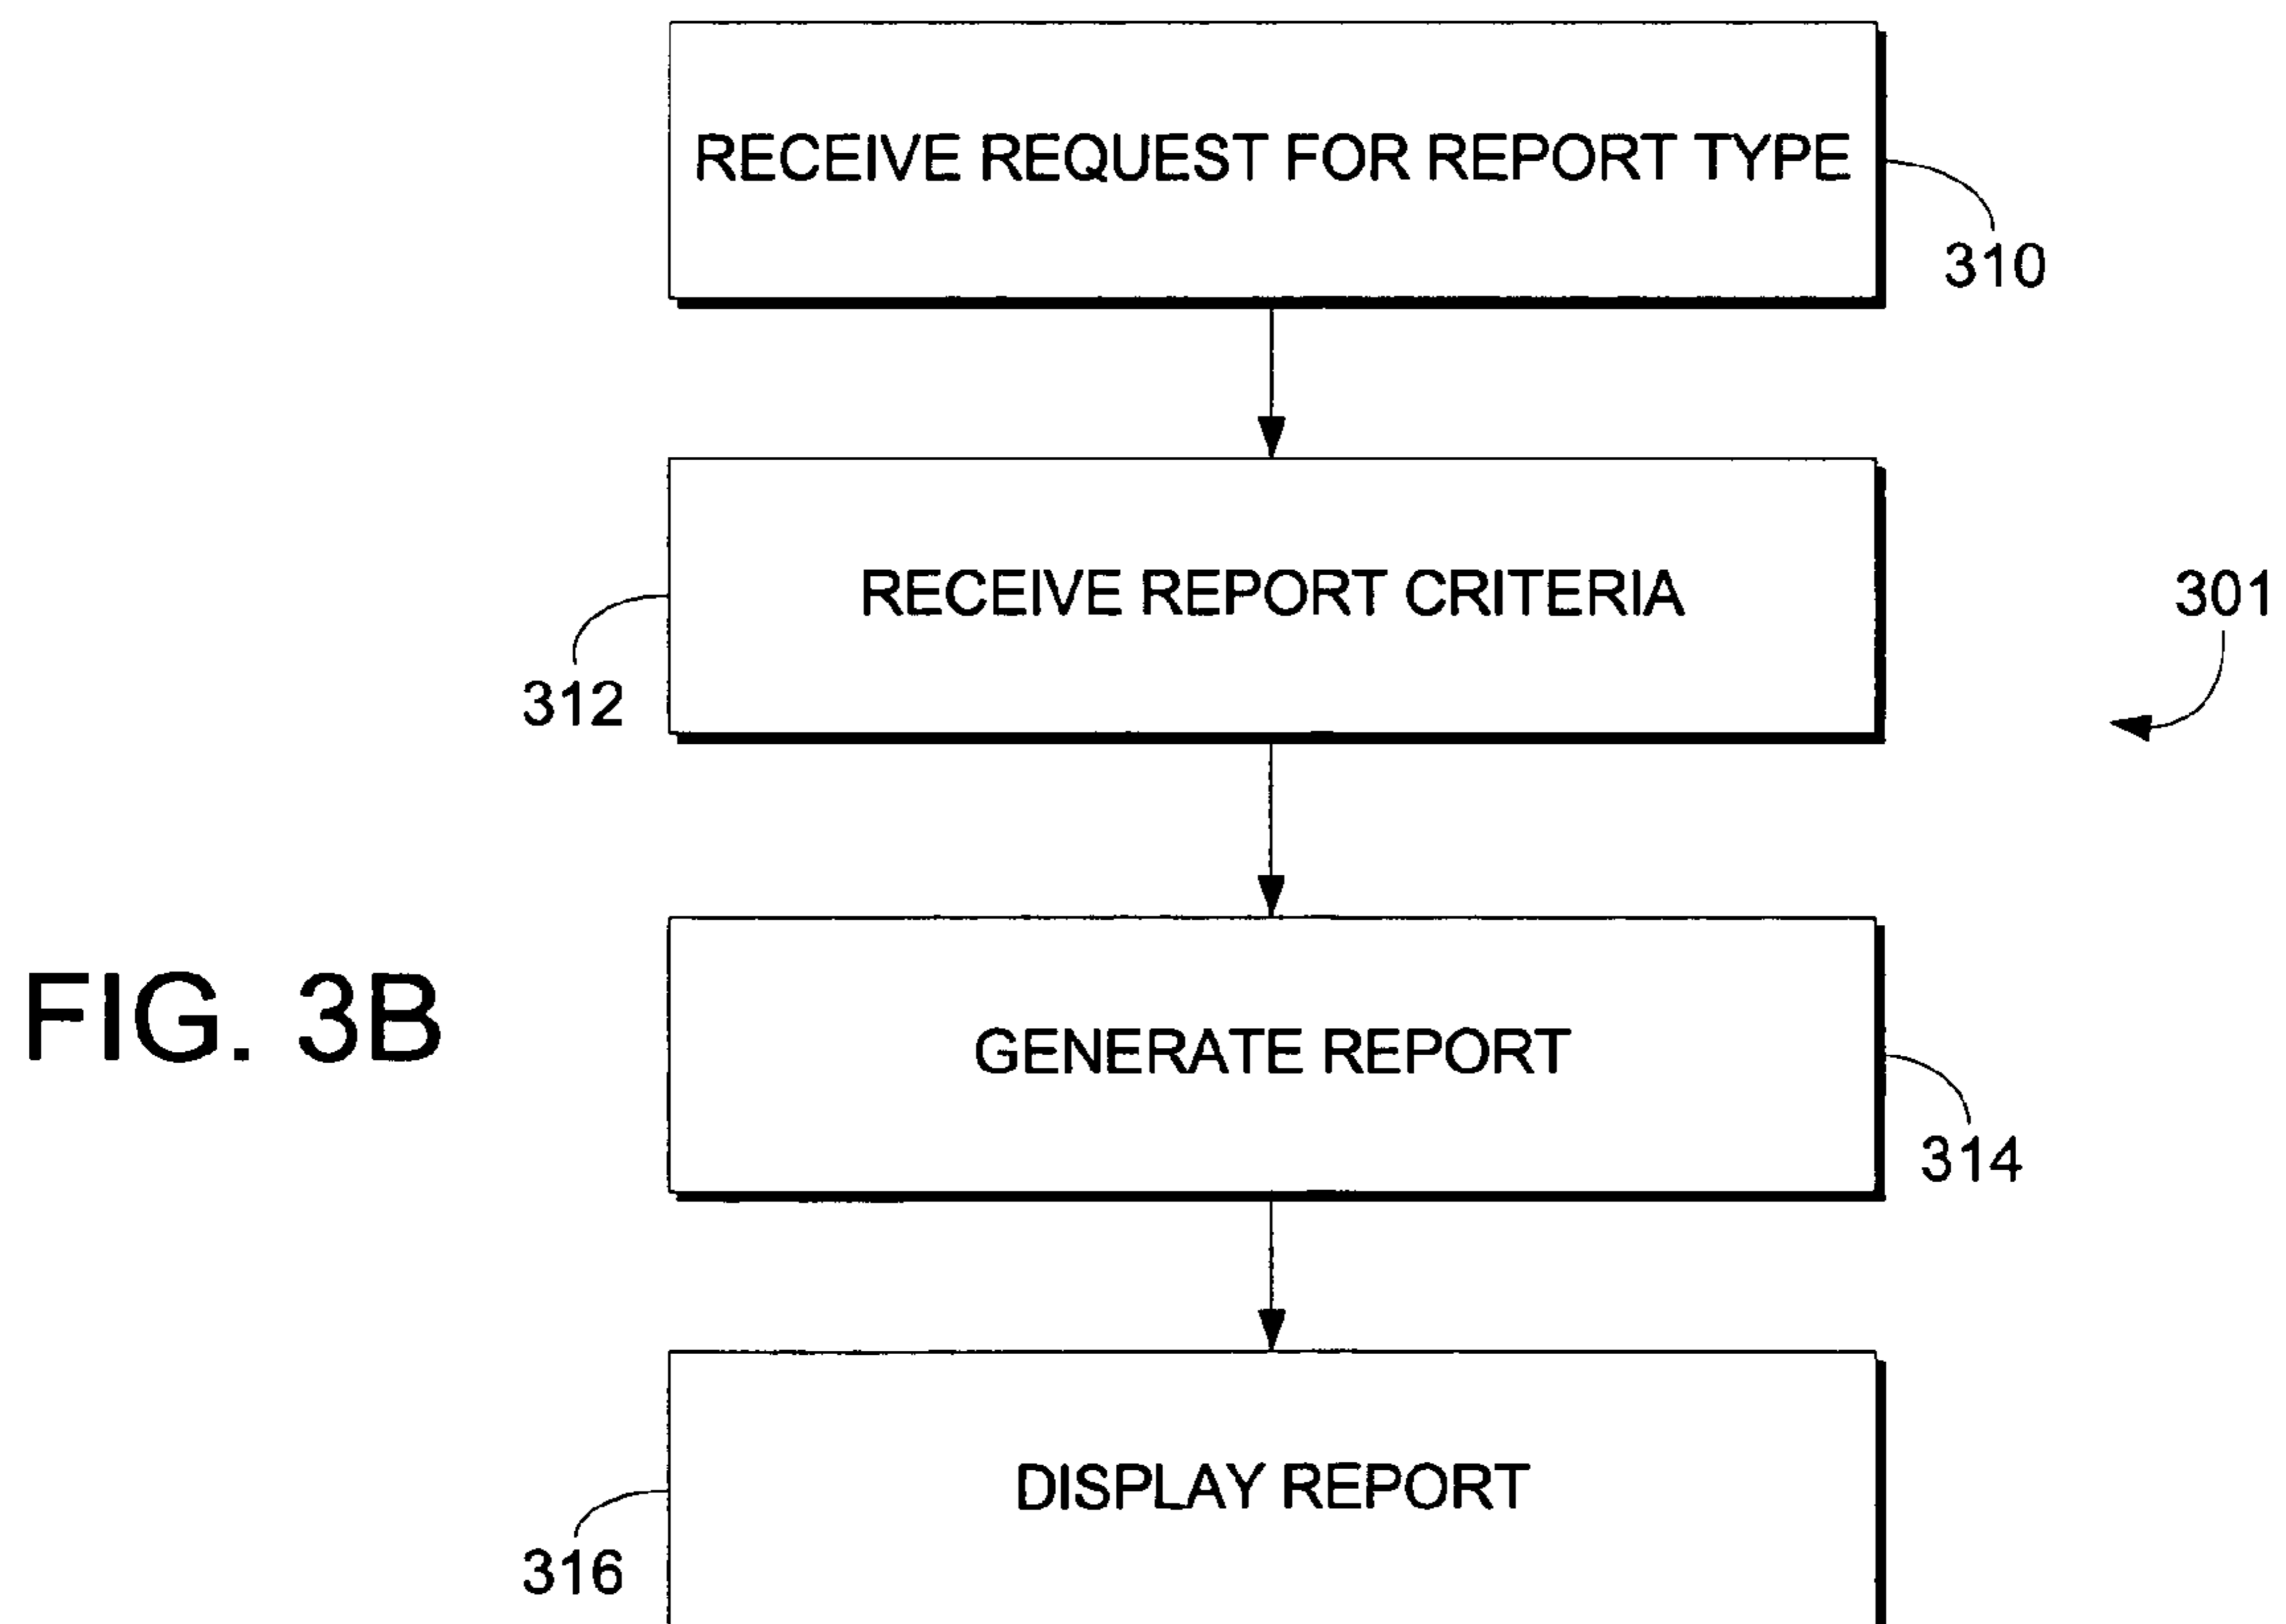 RECEIVE REQUEST FOR REPORT TYPE
310
RECEIVE REPORT CRITERIA
301
312
FIG. 3B
GENERATE REPORT
314
DISPLAY REPORT
316